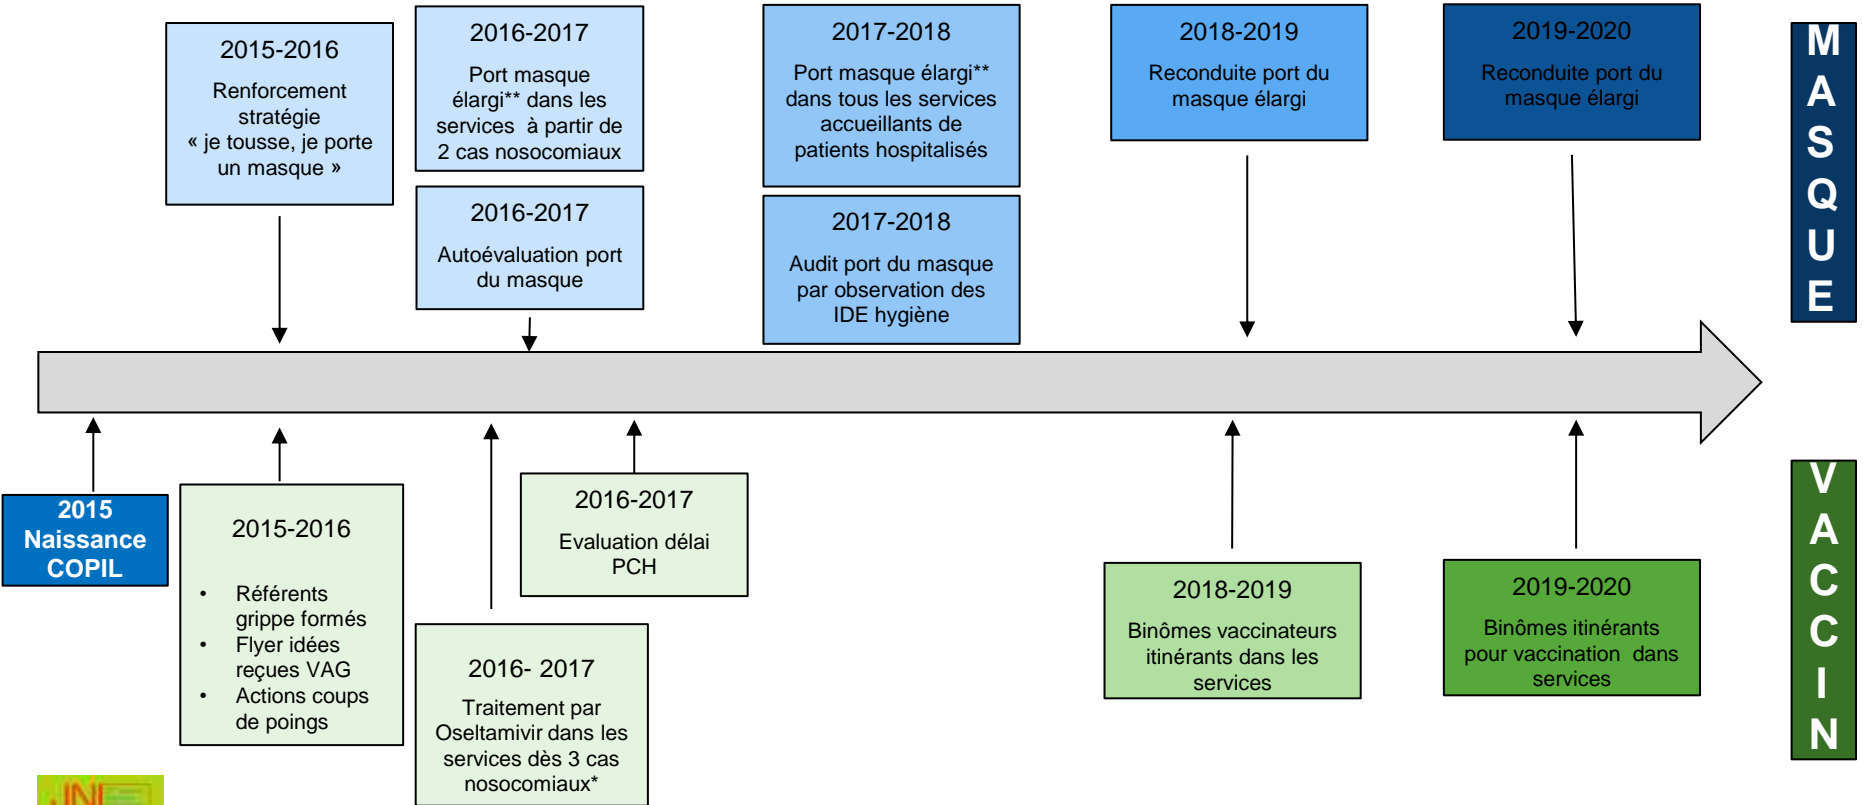 2015-2016
Renforcement
stratégie
« je tousse, je porte
un masque »
2016-2017
Port masque
élargi** dans les
services à partir de
2 cas nosocomiaux
2016-2017
Autoévaluation port
du masque
2017-2018
Port masque élargi**
dans tous les services
accueillants de
patients hospitalisés
2017-2018
Audit port du masque
par observation des
IDE hygiène
2018-2019
Reconduite port du
masque élargi
2019-2020
Reconduite port du
masque élargi
MASQUE
2015
Naissance
COPIL
2015-2016
• Référents
grippe formés
• Flyer idées
reçues VAG
• Actions coups
de poings
2016- 2017
Traitement par
Oseltamivir dans les
services dès 3 cas
nosocomiaux*
2016-2017
Evaluation délai
PCH
2018-2019
Binômes vaccinateurs
itinérants dans les
services
2019-2020
Binômes itinérants
pour vaccination dans
services
VACCIN